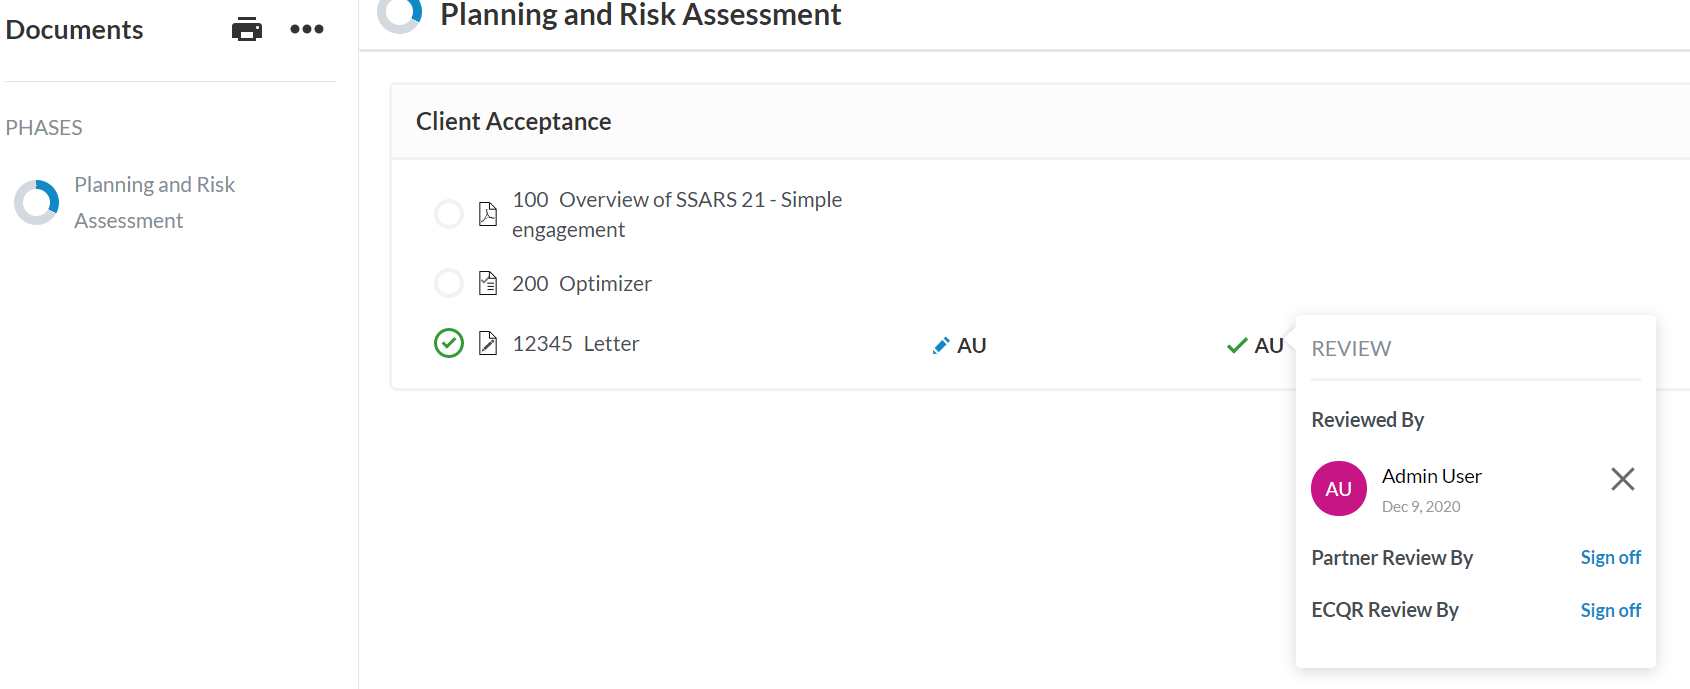 Documents
Planning and Risk Assessment
PHASES
Planning and Risk
Assessment
Client Acceptance
100 Overview of SSARS 21 - Simple
engagement
200 Optimizer
12345 Letter AU AU
REVIEW
Reviewed By
AU Admin User
Dec 9, 2020
Partner Review By Sign off
ECQR Review By Sign off